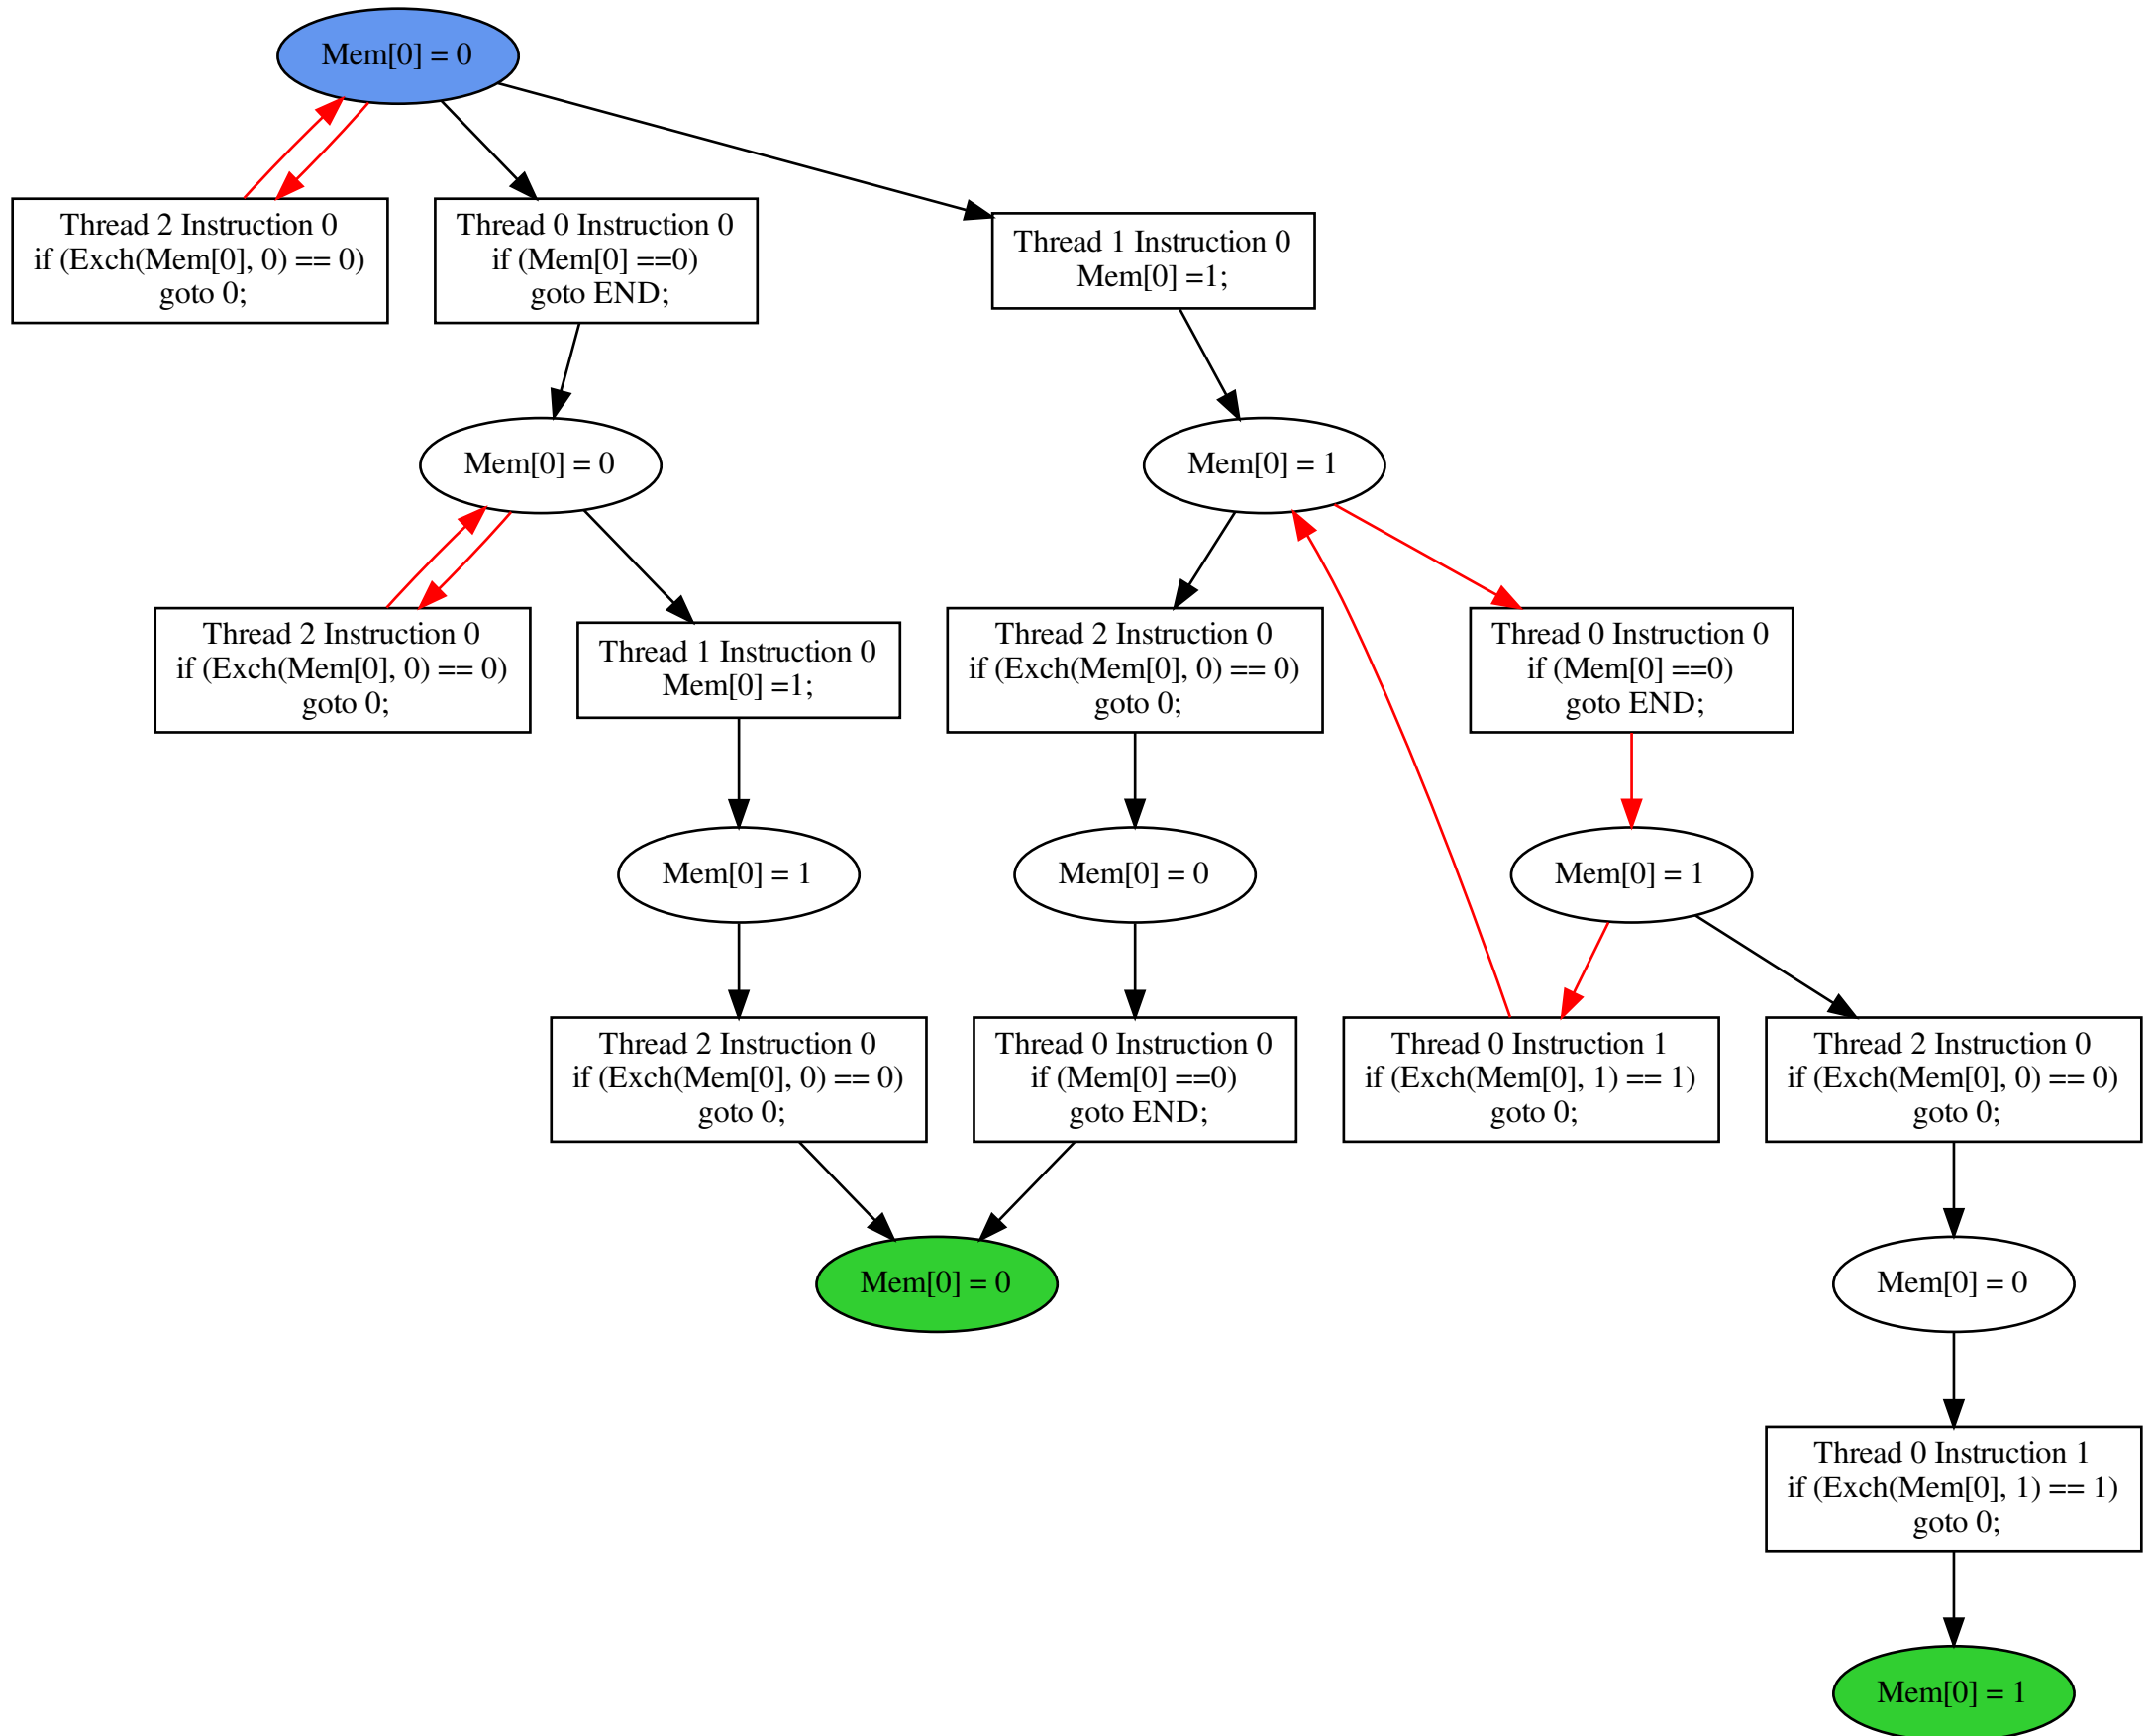 Mem[0] = 0
Thread 2 Instruction 0
if (Exch(Mem[0], 0) == 0)
goto 0;
Thread 0 Instruction 0
if (Mem[0] ==0)
goto END;
Thread 1 Instruction 0
Mem[0] =1;
Mem[0] = 0
Mem[0] = 1
Thread 2 Instruction 0
if (Exch(Mem[0], 0) == 0)
goto 0;
Thread 1 Instruction 0
Mem[0] =1;
Thread 2 Instruction 0
if (Exch(Mem[0], 0) == 0)
goto 0;
Thread 0 Instruction 0
if (Mem[0] ==0)
goto END;
Mem[0] = 1
Mem[0] = 0
Mem[0] = 1
Thread 2 Instruction 0
if (Exch(Mem[0], 0) == 0)
goto 0;
Thread 0 Instruction 0
if (Mem[0] ==0)
goto END;
Thread 0 Instruction 1
if (Exch(Mem[0], 1) == 1)
goto 0;
Thread 2 Instruction 0
if (Exch(Mem[0], 0) == 0)
goto 0;
Mem[0] = 0
Mem[0] = 0
Thread 0 Instruction 1
if (Exch(Mem[0], 1) == 1)
goto 0;
Mem[0] = 1